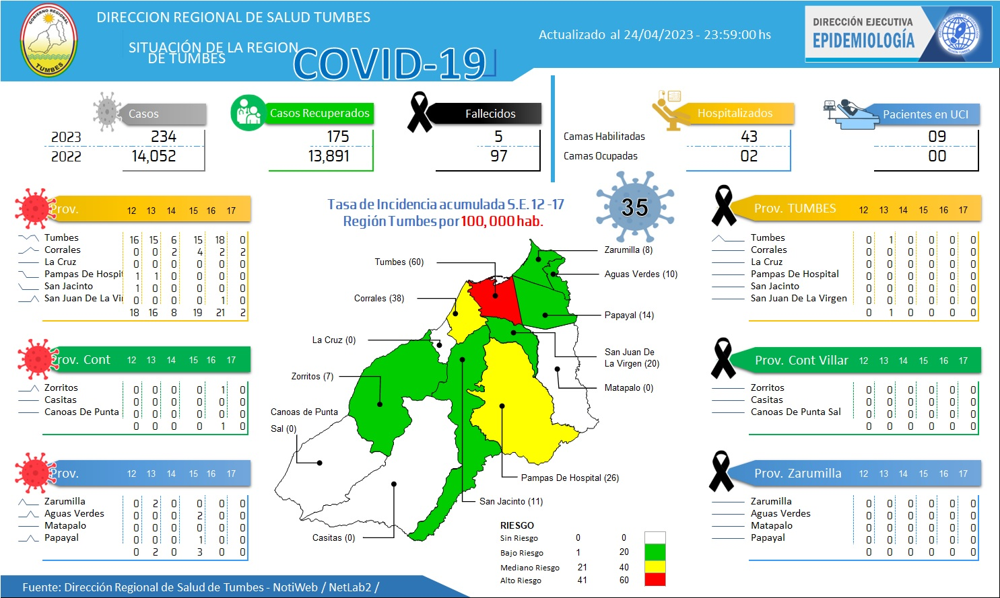 DIRECCION REGIONAL DE SALUD TUMBES
SITUACIÓN DE LA REGION
DE TUMBES
COVID-19
Actualizado al 24/04/2023 - 23:59:00 hs
GOBIERNO REGIONAL
TUMBES
DIRECCIÓN EJECUTIVA
EPIDEMIOLOGÍA
Casos
Casos Recuperados
Fallecidos
Hospitalizados
Pacientes en UCI
2023 234 175 5
2022 14,052 13,891 97
Camas Habilitadas 43 09
Camas Ocupadas 02 00
Prov. 12 13 14 15 16 17
Tumbes 16 15 6 15 18 0
Corrales 0 0 2 4 2 2
La Cruz 0 0 0 0 0 0
Pampas De Hospit 1 1 0 0 0 0
San Jacinto 1 0 0 0 0 0
San Juan De La Vir 0 0 0 0 1 0
18 16 8 19 21 2
Prov. Cont 12 13 14 15 16 17
Zorritos 0 0 0 0 1 0
Casitas 0 0 0 0 0 0
Canoas De Punta 0 0 0 0 0 0
0 0 0 0 1 0
Prov. 12 13 14 15 16 17
Zarumilla 0 2 0 0 0 0
Aguas Verdes 0 0 0 2 0 0
Matapalo 0 0 0 0 0 0
Papayal 0 0 0 1 0 0
0 2 0 3 0 0
Tasa de Incidencia acumulada S.E. 12 -17
Región Tumbes por 100, 000 hab.
35
Zarumilla (8)
Tumbes (60)
Aguas Verdes (10)
Corrales (38)
Papayal (14)
La Cruz (0)
San Juan De
La Virgen (20)
Zorritos (7)
Matapalo (0)
Canoas de Punta
Sal (0)
Pampas De Hospital (26)
San Jacinto (11)
Casitas (0)
RIESGO
Sin Riesgo 0 0
Bajo Riesgo 1 20
Mediano Riesgo 21 40
Alto Riesgo 41 60
Prov. TUMBES 12 13 14 15 16 17
Tumbes 0 1 0 0 0 0
Corrales 0 0 0 0 0 0
La Cruz 0 0 0 0 0 0
Pampas De Hospital 0 0 0 0 0 0
San Jacinto 0 0 0 0 0 0
San Juan De La Virgen 0 0 0 0 0 0
0 1 0 0 0 0
Prov. Cont Villar 12 13 14 15 16 17
Zorritos 0 0 0 0 0 0
Casitas 0 0 0 0 0 0
Canoas De Punta Sal 0 0 0 0 0 0
0 0 0 0 0 0
Prov. Zarumilla 12 13 14 15 16 17
Zarumilla 0 0 0 0 0 0
Aguas Verdes 0 0 0 0 0 0
Matapalo 0 0 0 0 0 0
Papayal 0 0 0 0 0 0
0 0 0 0 0 0
Fuente: Dirección Regional de Salud de Tumbes - NotiWeb / NetLab2 /